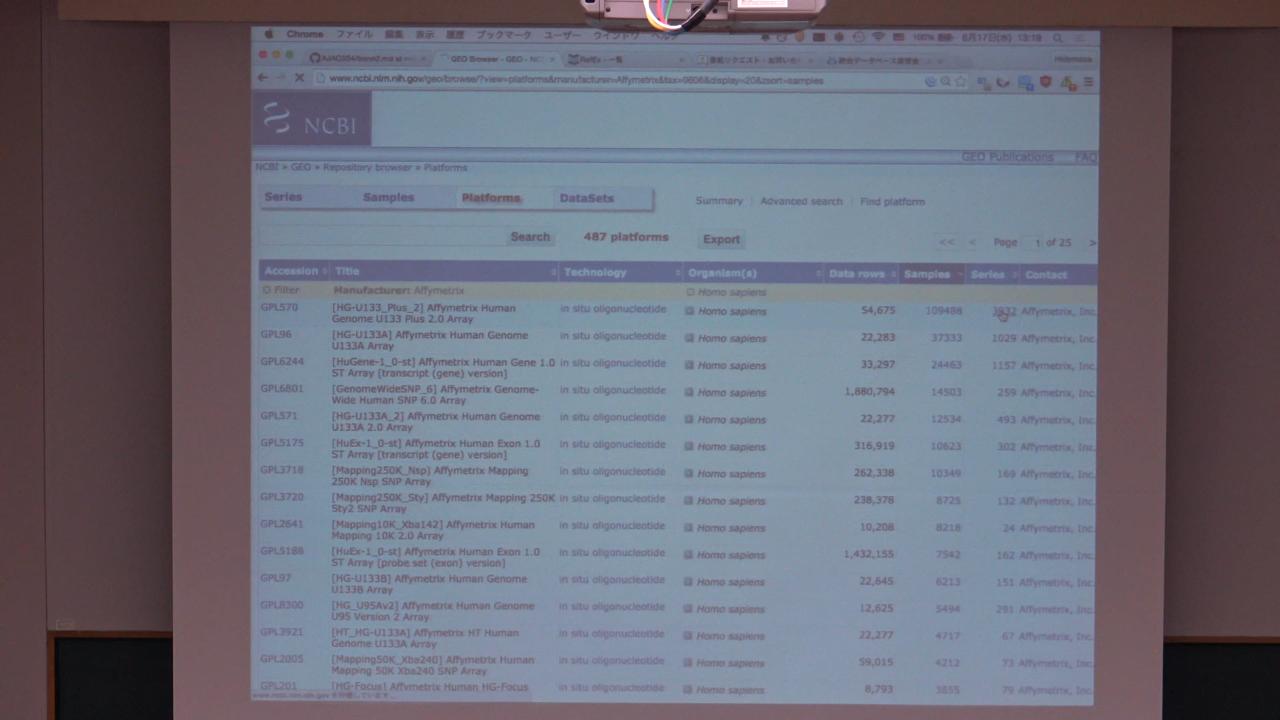 Chrome ファイル 編集 表示 履歴 ブックマーク ユーザー ウインドウ ヘルプ 100% 6月17日(水) 13:19
GEO Browser - GEO - NC RefEx - 一覧 Hidemasa
www.ncbi.nlm.nih.gov/geo/browse/?view=platforms&manufacturer=Affymetrix&tax=9606&display=20&zsort=samples
NCBI
GEO Publications FAQ
NCBI » GEO » Repository browser » Platforms
Series Samples Platforms DataSets Summary Advanced search Find platform
Search 487 platforms Export << < Page 1 of 25 >
Accession Title Technology Organism(s) Data rows Samples Series Contact
Filter Manufacturer: Affymetrix Homo sapiens
GPL570 [HG-U133_Plus_2] Affymetrix Human in situ oligonucleotide Homo sapiens 54,675 109488 Affymetrix, Inc.
Genome U133 Plus 2.0 Array
GPL96 [HG-U133A] Affymetrix Human Genome in situ oligonucleotide Homo sapiens 22,283 37333 1029 Affymetrix, Inc.
U133A Array
GPL6244 [HuGene-1_0-st] Affymetrix Human Gene 1.0 in situ oligonucleotide Homo sapiens 33,297 24463 1157 Affymetrix, Inc.
ST Array [transcript (gene) version]
GPL6801 [GenomeWideSNP_6] Affymetrix Genome- in situ oligonucleotide Homo sapiens 1,880,794 14503 259 Affymetrix, Inc.
Wide Human SNP 6.0 Array
GPL571 [HG-U133A_2] Affymetrix Human Genome in situ oligonucleotide Homo sapiens 22,277 12534 493 Affymetrix, Inc.
U133A 2.0 Array
GPL5175 [HuEx-1_0-st] Affymetrix Human Exon 1.0 in situ oligonucleotide Homo sapiens 316,919 10623 302 Affymetrix, Inc.
ST Array [transcript (gene) version]
GPL3718 [Mapping250K_Nsp] Affymetrix Mapping in situ oligonucleotide Homo sapiens 262,338 10349 169 Affymetrix, Inc.
250K Nsp SNP Array
GPL3720 [Mapping250K_Sty] Affymetrix Mapping 250K in situ oligonucleotide Homo sapiens 238,378 8725 132 Affymetrix, Inc.
Sty2 SNP Array
GPL2641 [Mapping10K_Xba142] Affymetrix Human in situ oligonucleotide Homo sapiens 10,208 8218 24 Affymetrix, Inc.
Mapping 10K 2.0 Array
GPL5188 [HuEx-1_0-st] Affymetrix Human Exon 1.0 in situ oligonucleotide Homo sapiens 1,432,155 7542 162 Affymetrix, Inc.
ST Array [probe set (exon) version]
GPL97 [HG-U133B] Affymetrix Human Genome in situ oligonucleotide Homo sapiens 22,645 6213 151 Affymetrix, Inc.
U133B Array
GPL8300 [HG_U95Av2] Affymetrix Human Genome in situ oligonucleotide Homo sapiens 12,625 5494 291 Affymetrix, Inc.
U95 Version 2 Array
GPL3921 [HT_HG-U133A] Affymetrix HT Human in situ oligonucleotide Homo sapiens 22,277 4717 67 Affymetrix, Inc.
Genome U133A Array
GPL2005 [Mapping50K_Xba240] Affymetrix Human in situ oligonucleotide Homo sapiens 59,015 4212 73 Affymetrix, Inc.
Mapping 50K Xba240 SNP Array
GPL201 [HG-Focus] Affymetrix Human HG-Focus in situ oligonucleotide Homo sapiens 8,793 3855 79 Affymetrix, Inc.
www.ncbi.nlm.nih.gov